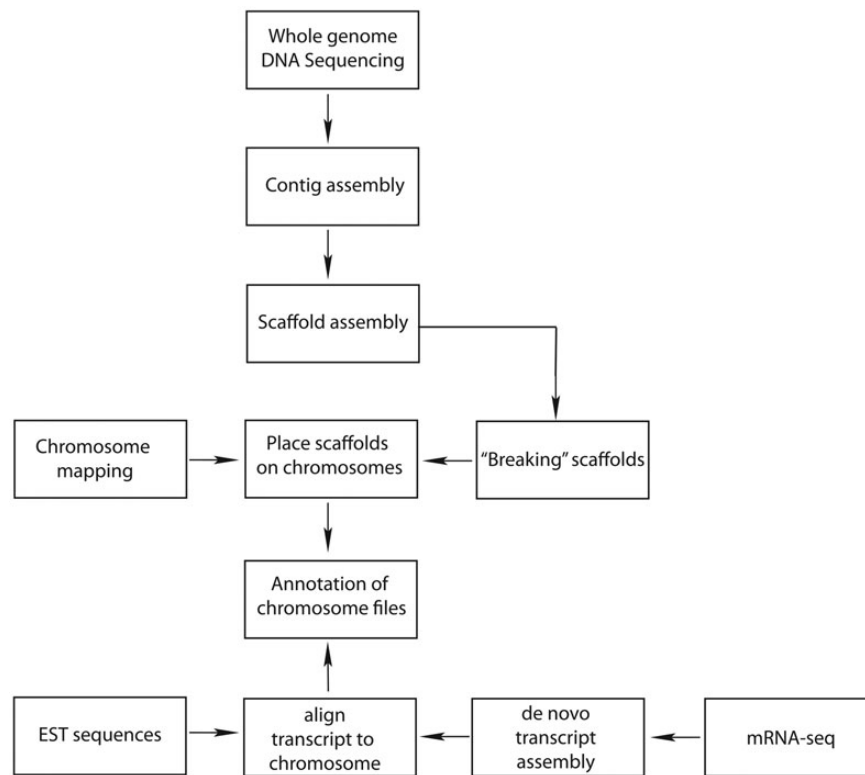 Whole genome
DNA Sequencing
Contig assembly
Scaffold assembly
Chromosome
mapping
Place scaffolds
on chromosomes
“Breaking” scaffolds
Annotation of
chromosome files
EST sequences
align
transcript to
chromosome
de novo
transcript
assembly
mRNA-seq